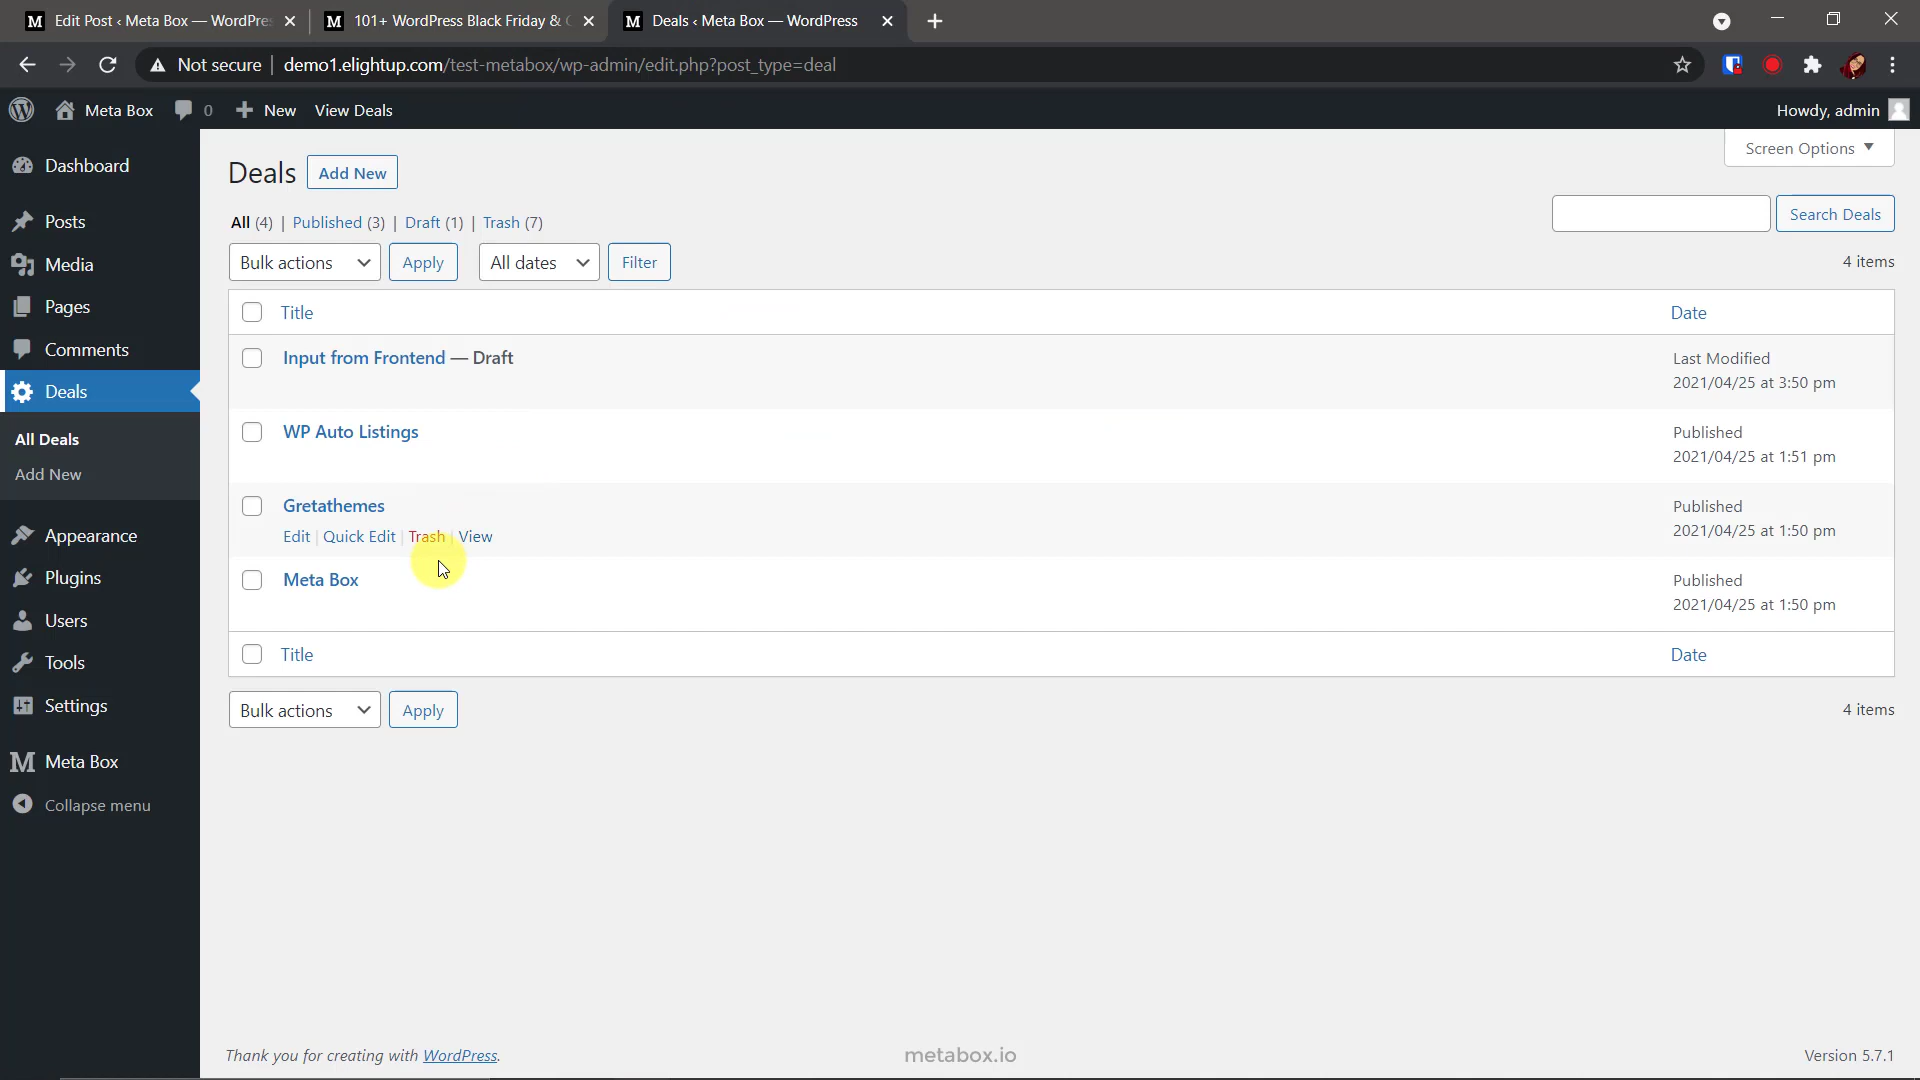 Edit Post ‹ Meta Box — WordPre
101+ WordPress Black Friday &
Deals ‹ Meta Box — WordPress
Not secure | demo1.elightup.com/test-metabox/wp-admin/edit.php?post_type=deal
Meta Box 0 New View Deals Howdy, admin
Screen Options
Deals Add New
All (4) | Published (3) | Draft (1) | Trash (7)
Search Deals
Bulk actions Apply All dates Filter 4 items
Title Date
Input from Frontend — Draft
Last Modified
2021/04/25 at 3:50 pm
WP Auto Listings
Published
2021/04/25 at 1:51 pm
Gretathemes
Edit | Quick Edit | Trash | View
Published
2021/04/25 at 1:50 pm
Meta Box
Published
2021/04/25 at 1:50 pm
Title Date
Bulk actions Apply 4 items
Dashboard
Posts
Media
Pages
Comments
Deals
All Deals
Add New
Appearance
Plugins
Users
Tools
Settings
Meta Box
Collapse menu
Thank you for creating with WordPress.
metabox.io
Version 5.7.1